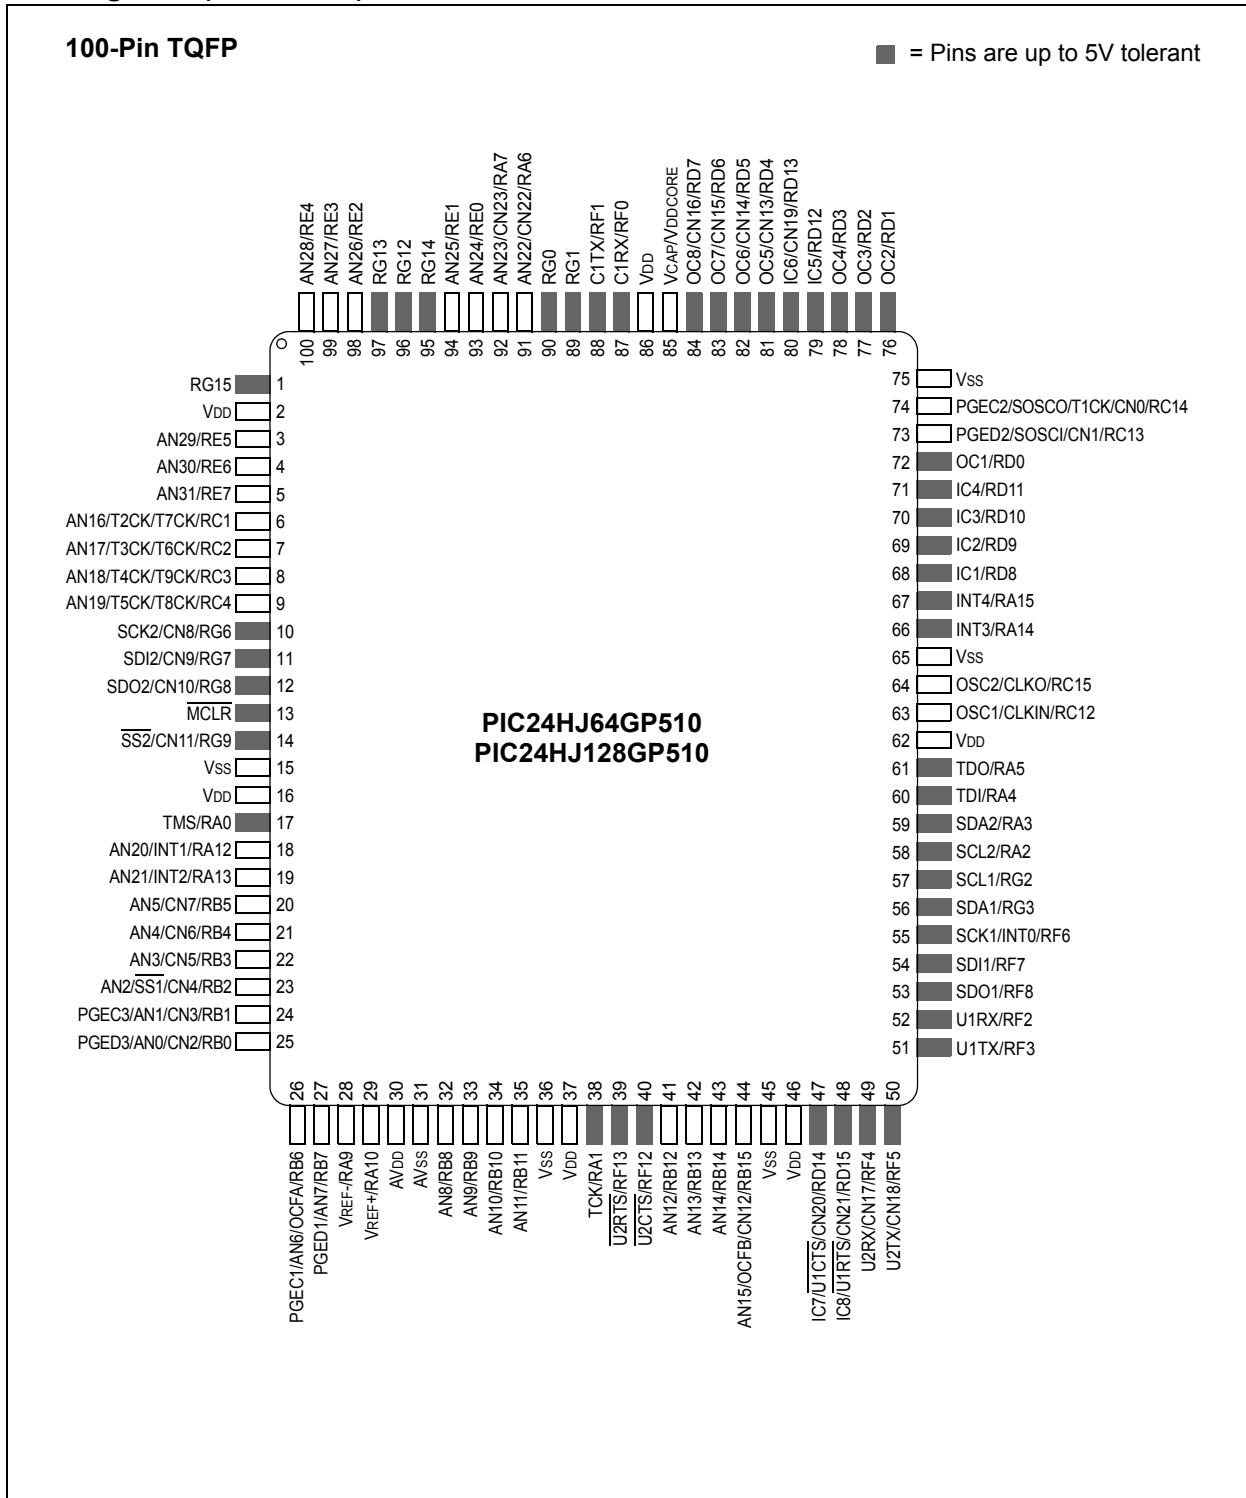 100-Pin TQFP
= Pins are up to 5V tolerant
AN28/RE4
AN27/RE3
AN26/RE2
RG13
RG12
RG14
AN25/RE1
AN24/RE0
AN23/CN23/RA7
AN22/CN22/RA6
RG0
RG1
C1TX/RF1
C1RX/RF0
VDD
VCAP/VDDCORE
OC8/CN16/RD7
OC7/CN15/RD6
OC6/CN14/RD5
OC5/CN13/RD4
IC6/CN19/RD13
IC5/RD12
OC4/RD3
OC3/RD2
OC2/RD1
100
99
98
97
96
95
94
93
92
91
90
89
88
87
86
85
84
83
82
81
80
79
78
77
76
RG15 1
VDD 2
AN29/RE5 3
AN30/RE6 4
AN31/RE7 5
AN16/T2CK/T7CK/RC1 6
AN17/T3CK/T6CK/RC2 7
AN18/T4CK/T9CK/RC3 8
AN19/T5CK/T8CK/RC4 9
SCK2/CN8/RG6 10
SDI2/CN9/RG7 11
SDO2/CN10/RG8 12
MCLR 13
SS2/CN11/RG9 14
VSS 15
VDD 16
TMS/RA0 17
AN20/INT1/RA12 18
AN21/INT2/RA13 19
AN5/CN7/RB5 20
AN4/CN6/RB4 21
AN3/CN5/RB3 22
AN2/SS1/CN4/RB2 23
PGEC3/AN1/CN3/RB1 24
PGED3/AN0/CN2/RB0 25
PIC24HJ64GP510
PIC24HJ128GP510
75 VSS
74 PGEC2/SOSCO/T1CK/CN0/RC14
73 PGED2/SOSCI/CN1/RC13
72 OC1/RD0
71 IC4/RD11
70 IC3/RD10
69 IC2/RD9
68 IC1/RD8
67 INT4/RA15
66 INT3/RA14
65 VSS
64 OSC2/CLKO/RC15
63 OSC1/CLKIN/RC12
62 VDD
61 TDO/RA5
60 TDI/RA4
59 SDA2/RA3
58 SCL2/RA2
57 SCL1/RG2
56 SDA1/RG3
55 SCK1/INT0/RF6
54 SDI1/RF7
53 SDO1/RF8
52 U1RX/RF2
51 U1TX/RF3
26
27
28
29
30
31
32
33
34
35
36
37
38
39
40
41
42
43
44
45
46
47
48
49
50
PGEC1/AN6/OCFA/RB6
PGED1/AN7/RB7
VREF-/RA9
VREF+/RA10
AVDD
AVSS
AN8/RB8
AN9/RB9
AN10/RB10
AN11/RB11
VSS
VDD
TCK/RA1
U2RTS/RF13
U2CTS/RF12
AN12/RB12
AN13/RB13
AN14/RB14
AN15/OCFB/CN12/RB15
VSS
VDD
IC7/U1CTS/CN20/RD14
IC8/U1RTS/CN21/RD15
U2RX/CN17/RF4
U2TX/CN18/RF5